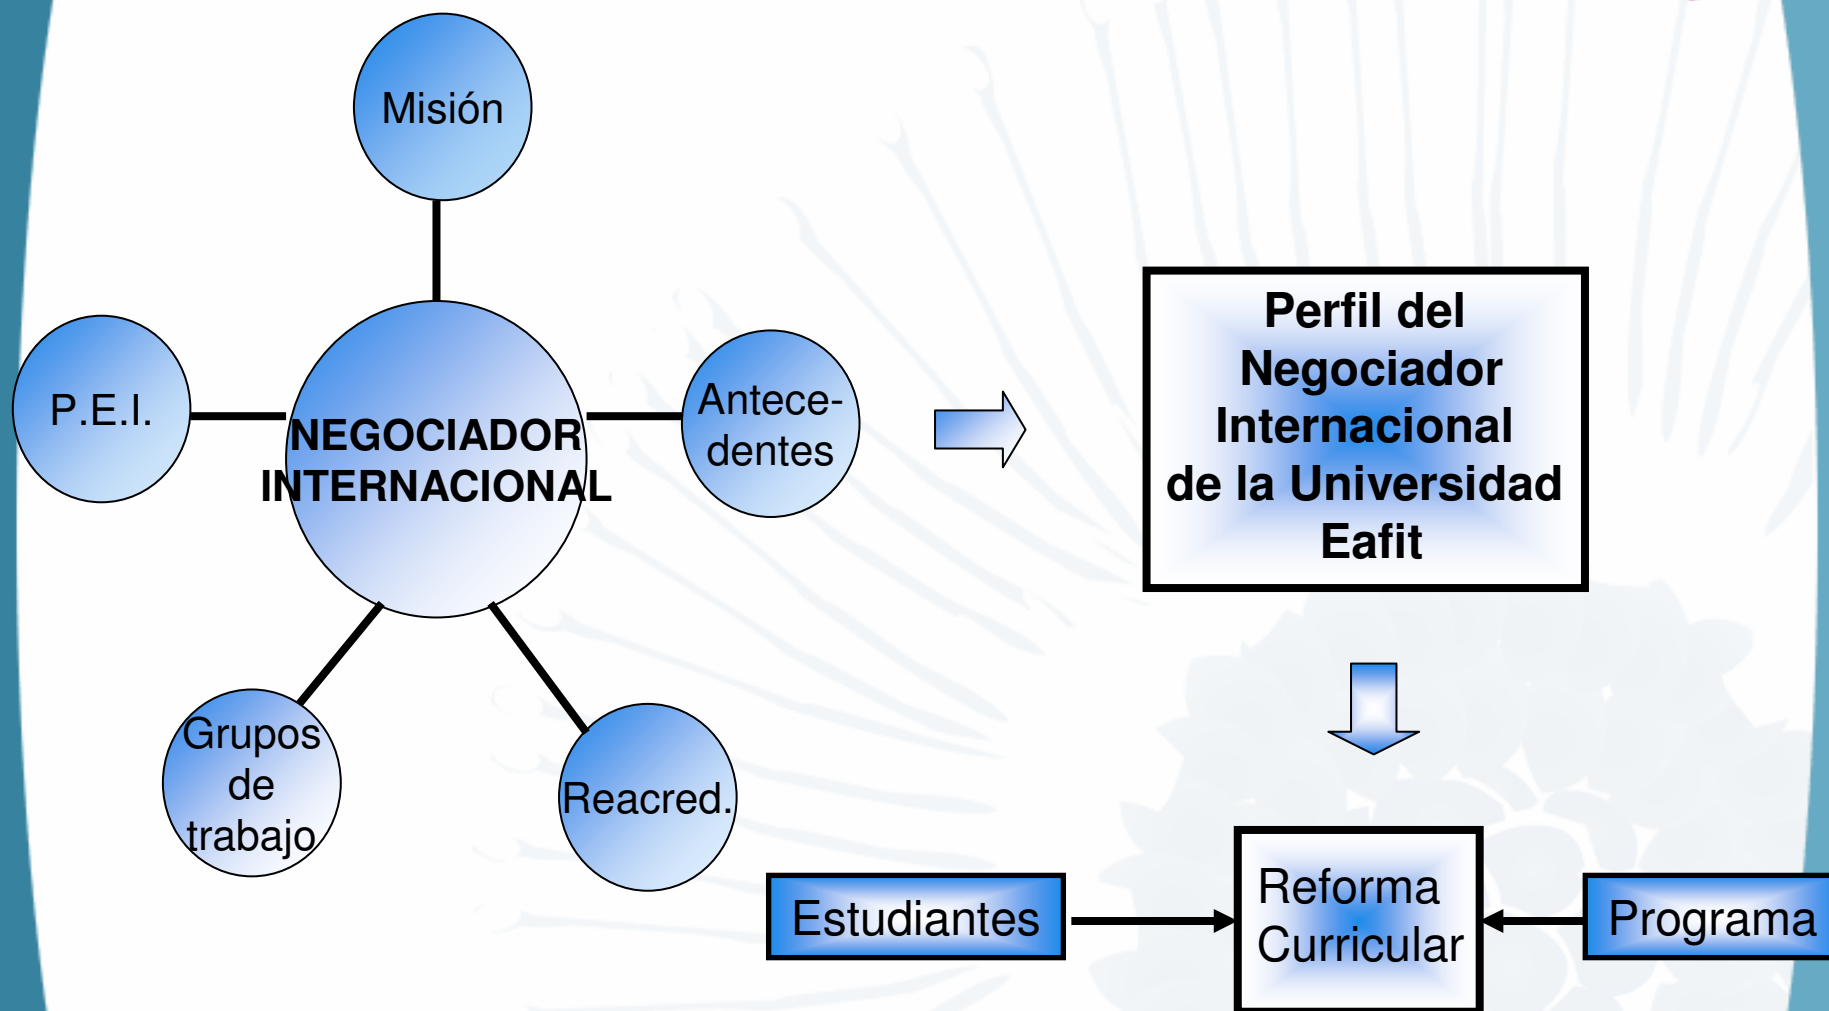 Misión
P.E.I.
NEGOCIADOR
INTERNACIONAL
Antece-
dentes
Grupos
de
trabajo
Reacred.
Perfil del
Negociador
Internacional
de la Universidad
Eafit
Estudiantes
Reforma
Curricular
Programa